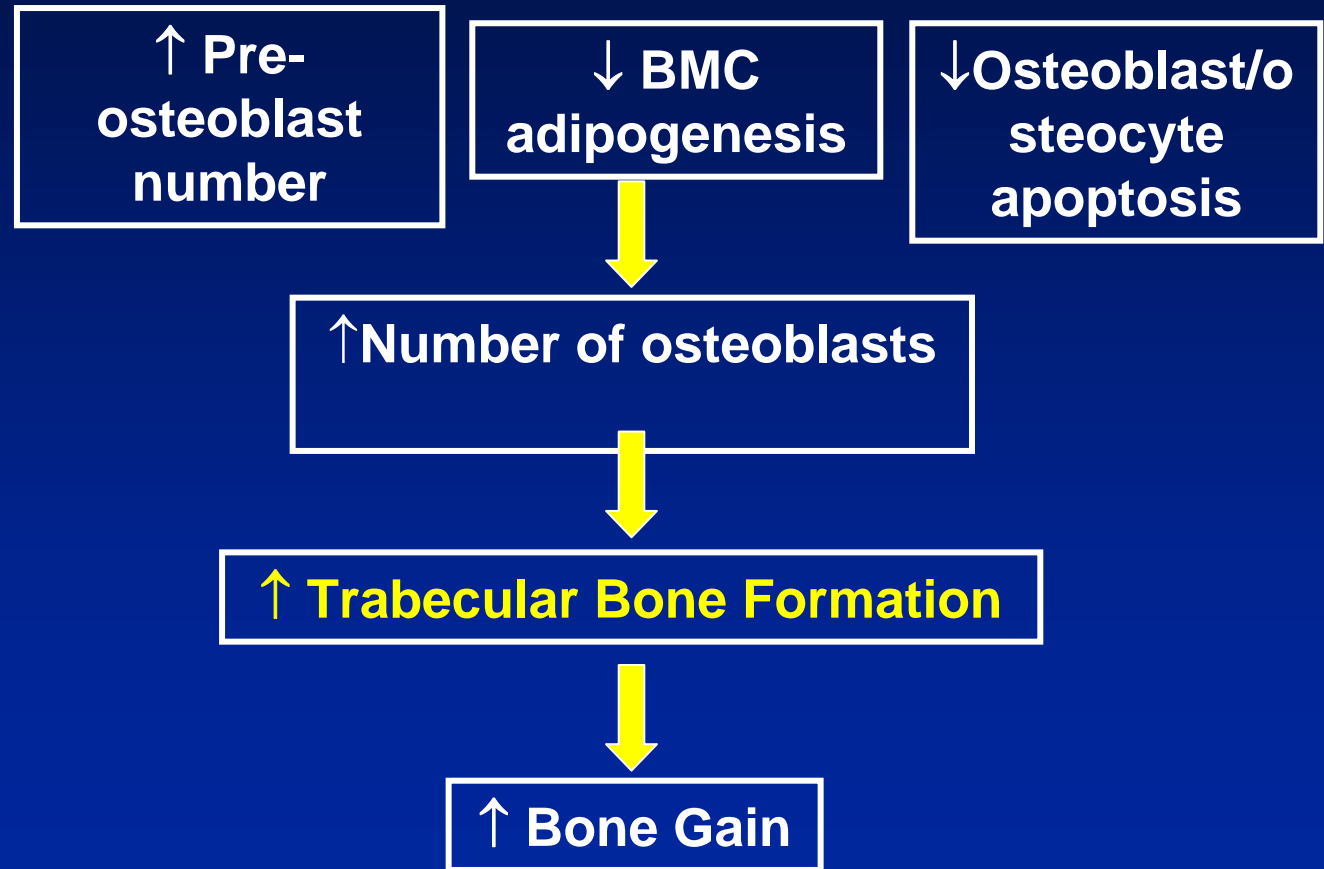 ↑ Pre-
osteoblast
number
↓ BMC
adipogenesis
↓Osteoblast/o
steocyte
apoptosis
↑Number of osteoblasts
↑ Trabecular Bone Formation
↑ Bone Gain